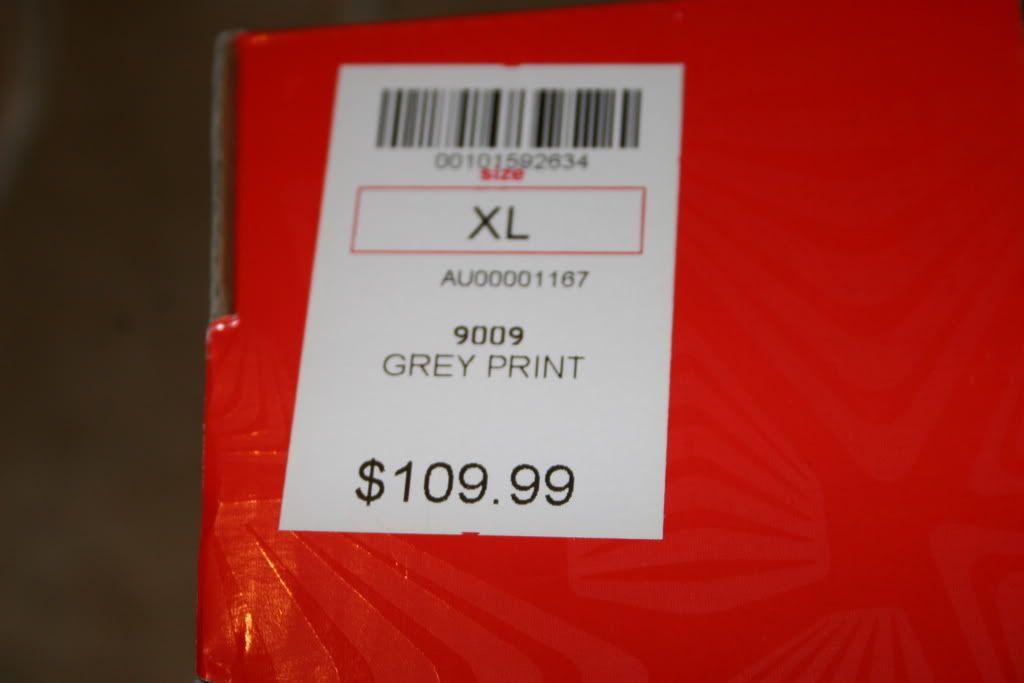 00101592634
size
XL
AU00001167
9009
GREY PRINT
$109.99